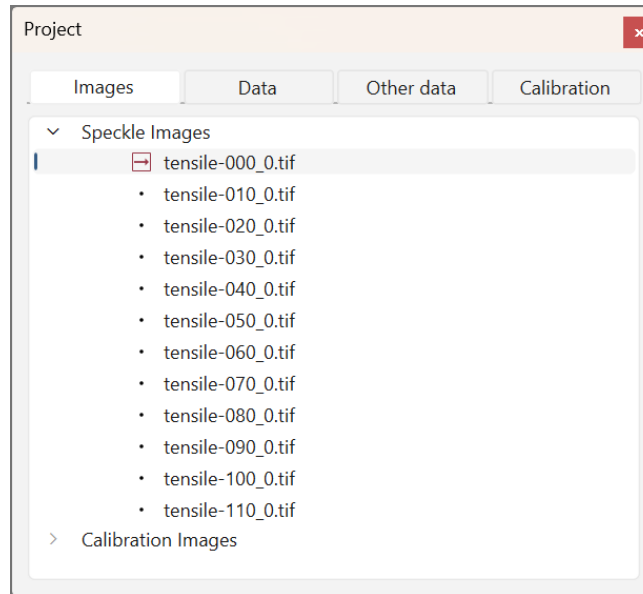 Project
Images Data Other data Calibration
Speckle Images
tensile-000_0.tif
tensile-010_0.tif
tensile-020_0.tif
tensile-030_0.tif
tensile-040_0.tif
tensile-050_0.tif
tensile-060_0.tif
tensile-070_0.tif
tensile-080_0.tif
tensile-090_0.tif
tensile-100_0.tif
tensile-110_0.tif
Calibration Images